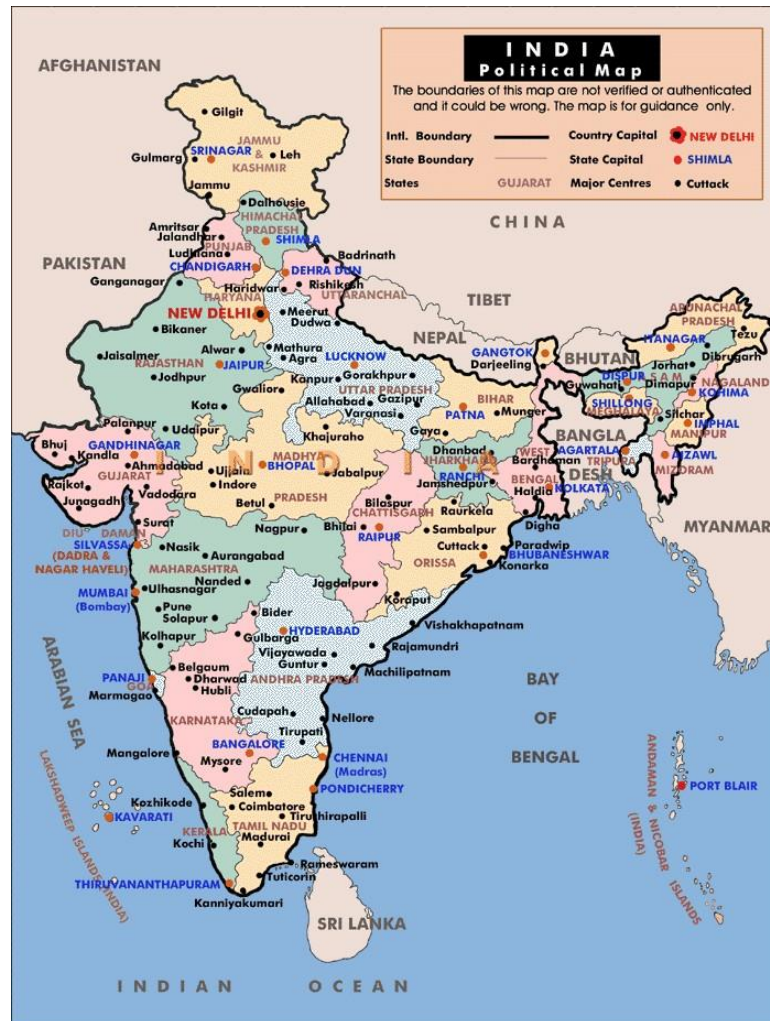 INDIA
Political Map
The boundaries of this map are not verified or authenticated
and it could be wrong. The map is for guidance only.
Intl. Boundary
Country Capital
NEW DELHI
State Boundary
State Capital
SHIMLA
States
GUJARAT
Major Centres
Cuttack
AFGHANISTAN
Gilgit
JAMMU
&
KASHMIR
SRINAGAR
Leh
Gulmarg
Jammu
CHINA
Dalhousie
HIMACHAL
PRADESH
SHIMLA
Amritsar
Jalandhar
PUNJAB
Ludhiana
Badrinath
PAKISTAN
CHANDIGARH
DEHRA DUN
Ganganagar
Haridwar
Rishikesh
UTTARANCHAL
HARYANA
TIBET
NEW DELHI
Meerut
Dudwa
ARUNACHAL
PRADESH
Bikaner
NEPAL
Tezu
Jaisalmer
RAJASTHAN
Alwar
Mathura
Agra
LUCKNOW
GANGTOK
Darjeeling
BHUTAN
ITANAGAR
Dibrugarh
JAIPUR
Jodhpur
Gorakhpur
Kanpur
Jorhat
DISPUR
SAM
Dimapur
NAGALAND
Gwalior
UTTAR PRADESH
BIHAR
Guwahat
KOHIMA
Kota
Allahabad
Gazipur
PATNA
Munger
SHILLONG
MEGHALAYA
Varanasi
Silchar
IMPHAL
MANIPUR
Palanpur
Udaipur
Khajuraho
Gaya
BANGLA
DESH
Bhuj
Kandla
GANDHINAGAR
INDIA
MADHYA
PRADESH
Dhanbad
JHARKHAND
WEST
BENGAL
AGARTALA
TRIPURA
AIZAWL
MIZORAM
Ahmadabad
Ujjain
BHOPAL
Jabalpur
RANCHI
Bardhaman
GUJARAT
Indore
Rajkot
Vadodara
Jamshedpur
Haldia
KOLKATA
Junagadh
Betul
Bilaspur
CHATTISGARH
Raurkela
Digha
MYANMAR
Surat
Nagpur
Bhilai
RAIPUR
Sambalpur
DIU
DAMAN
SILVASSA
(DADRA &
NAGAR HAVELI)
Nasik
Aurangabad
Cuttack
Paradwip
BHUBANESHWAR
Konarka
MAHARASHTRA
ORISSA
Nanded
Jagdalpur
MUMBAI
(Bombay)
Ulhasnagar
Koraput
Pune
Solapur
Bider
Vishakhapatnam
HYDERABAD
Kolhapur
Gulbarga
Rajamundri
Vijayawada
Guntur
Machilipatnam
ARABIAN SEA
Belgaum
PANAJI
GOA
Dharwad
ANDHRA PRADESH
BAY
OF
BENGAL
Marmagao
Hubli
Cudapah
Nellore
KARNATAKA
Tirupati
Mangalore
BANGALORE
CHENNAI
(Madras)
Mysore
PONDICHERRY
PORT BLAIR
ANDAMAN & NICOBAR ISLANDS
(INDIA)
Salem
Kozhikode
Coimbatore
KAVARATI
LAKSHADWEEP ISLANDS (INDIA)
Tiruthirapalli
KERALA
TAMIL NADU
Kochi
Madurai
Rameswaram
Tuticorin
THIRUVANANTHAPURAM
Kanniyakumari
SRI LANKA
INDIAN OCEAN